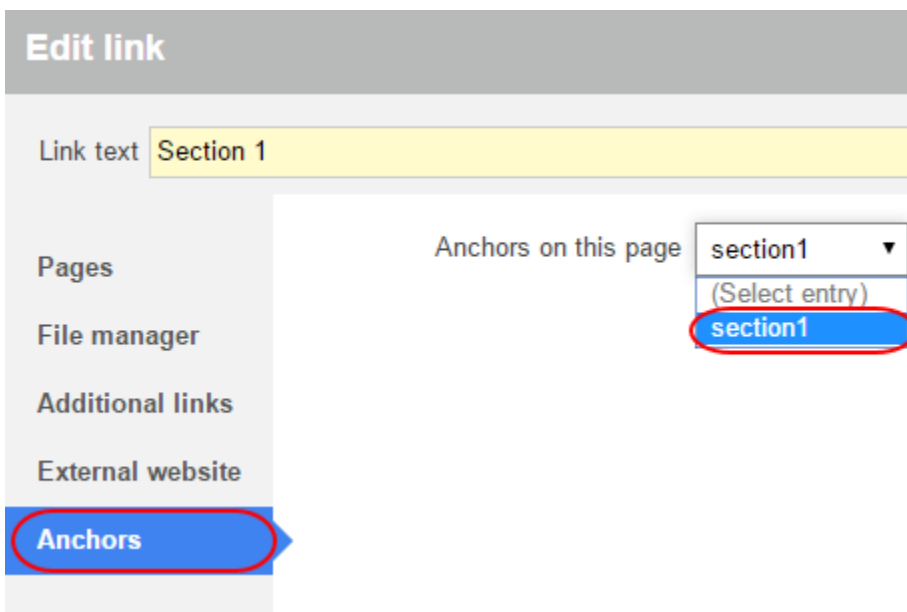 Edit link
Link text Section 1
Anchors on this page section1
(Select entry)
section1
Pages
File manager
Additional links
External website
Anchors